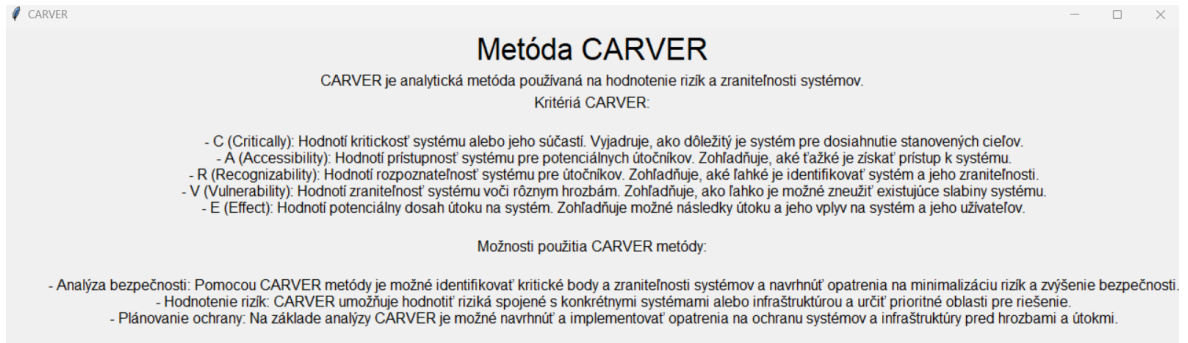 CARVER
Metóda CARVER
CARVER je analytická metóda používaná na hodnotenie rizík a zraniteľnosti systémov.
Kritériá CARVER:
- C (Critically): Hodnotí kritickosť systému alebo jeho súčastí. Vyjadruje, ako dôležitý je systém pre dosiahnutie stanovených cieľov.
- A (Accessibility): Hodnotí prístupnosť systému pre potenciálnych útočníkov. Zohľadňuje, aké ťažké je získať prístup k systému.
- R (Recognizability): Hodnotí rozpoznateľnosť systému pre útočníkov. Zohľadňuje, aké ľahké je identifikovať systém a jeho zraniteľnosti.
- V (Vulnerability): Hodnotí zraniteľnosť systému voči rôznym hrozbám. Zohľadňuje, ako ľahko je možné zneužiť existujúce slabiny systému.
- E (Effect): Hodnotí potenciálny dosah útoku na systém. Zohľadňuje možné následky útoku a jeho vplyv na systém a jeho užívateľov.
Možnosti použitia CARVER metódy:
- Analýza bezpečnosti: Pomocou CARVER metódy je možné identifikovať kritické body a zraniteľnosti systémov a navrhnúť opatrenia na minimalizáciu rizík a zvýšenie bezpečnosti.
- Hodnotenie rizík: CARVER umožňuje hodnotiť riziká spojené s konkrétnymi systémami alebo infraštruktúrou a určiť prioritné oblasti pre riešenie.
- Plánovanie ochrany: Na základe analýzy CARVER je možné navrhnúť a implementovať opatrenia na ochranu systémov a infraštruktúry pred hrozbami a útokmi.